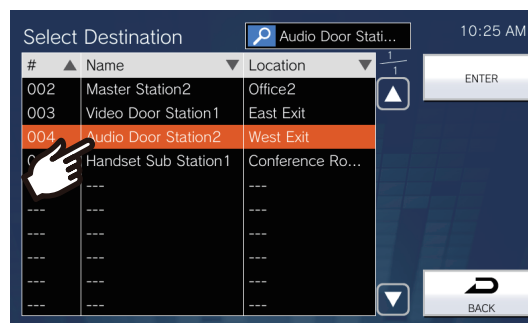 Select Destination
Audio Door Stati...
10:25 AM
# Name Location
1
1
ENTER
002 Master Station2 Office2
003 Video Door Station1 East Exit
004 Audio Door Station2 West Exit
Handset Sub Station1 Conference Ro...
--- --- ---
--- --- ---
--- --- ---
--- --- ---
--- --- ---
--- --- ---
BACK